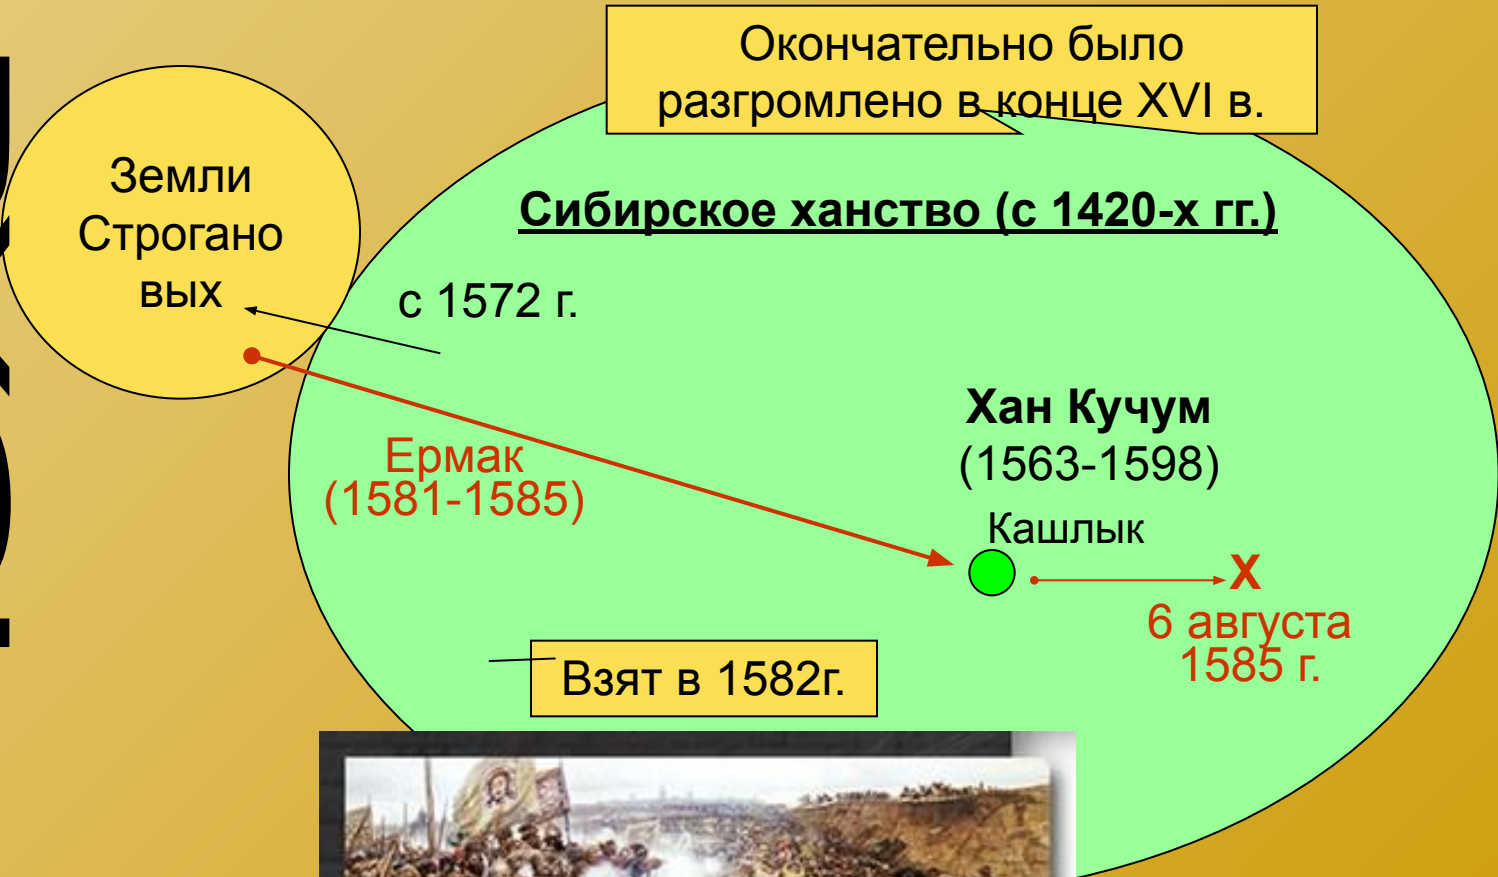 Окончательно было
разгромлено в конце XVI в.
Земли
Строгано
вых
Сибирское ханство (с 1420-х гг.)
с 1572 г.
Хан Кучум
(1563-1598)
Ермак
(1581-1585)
Кашлык
Х
6 августа
1585 г.
Взят в 1582г.